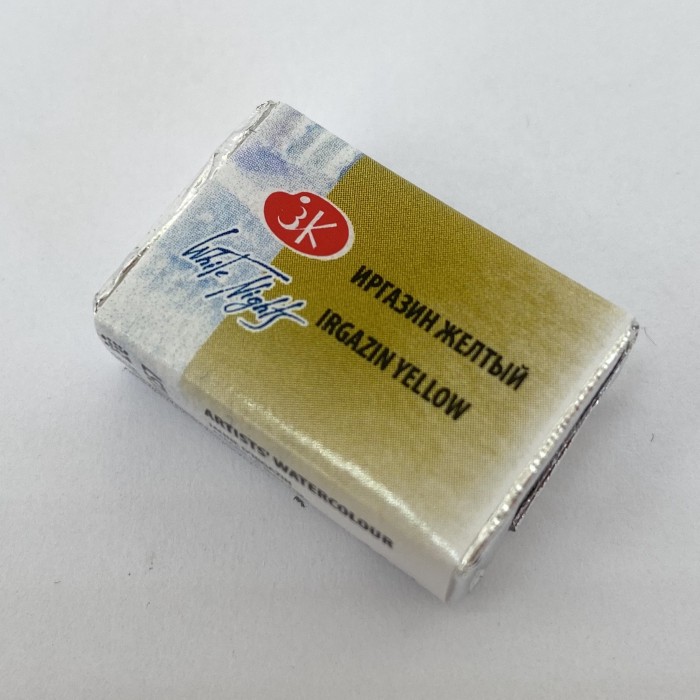 ЗК
White Nights
ИРГАЗИН ЖЕЛТЫЙ
IRGAZIN YELLOW
ARTISTS' WATERCOLOUR